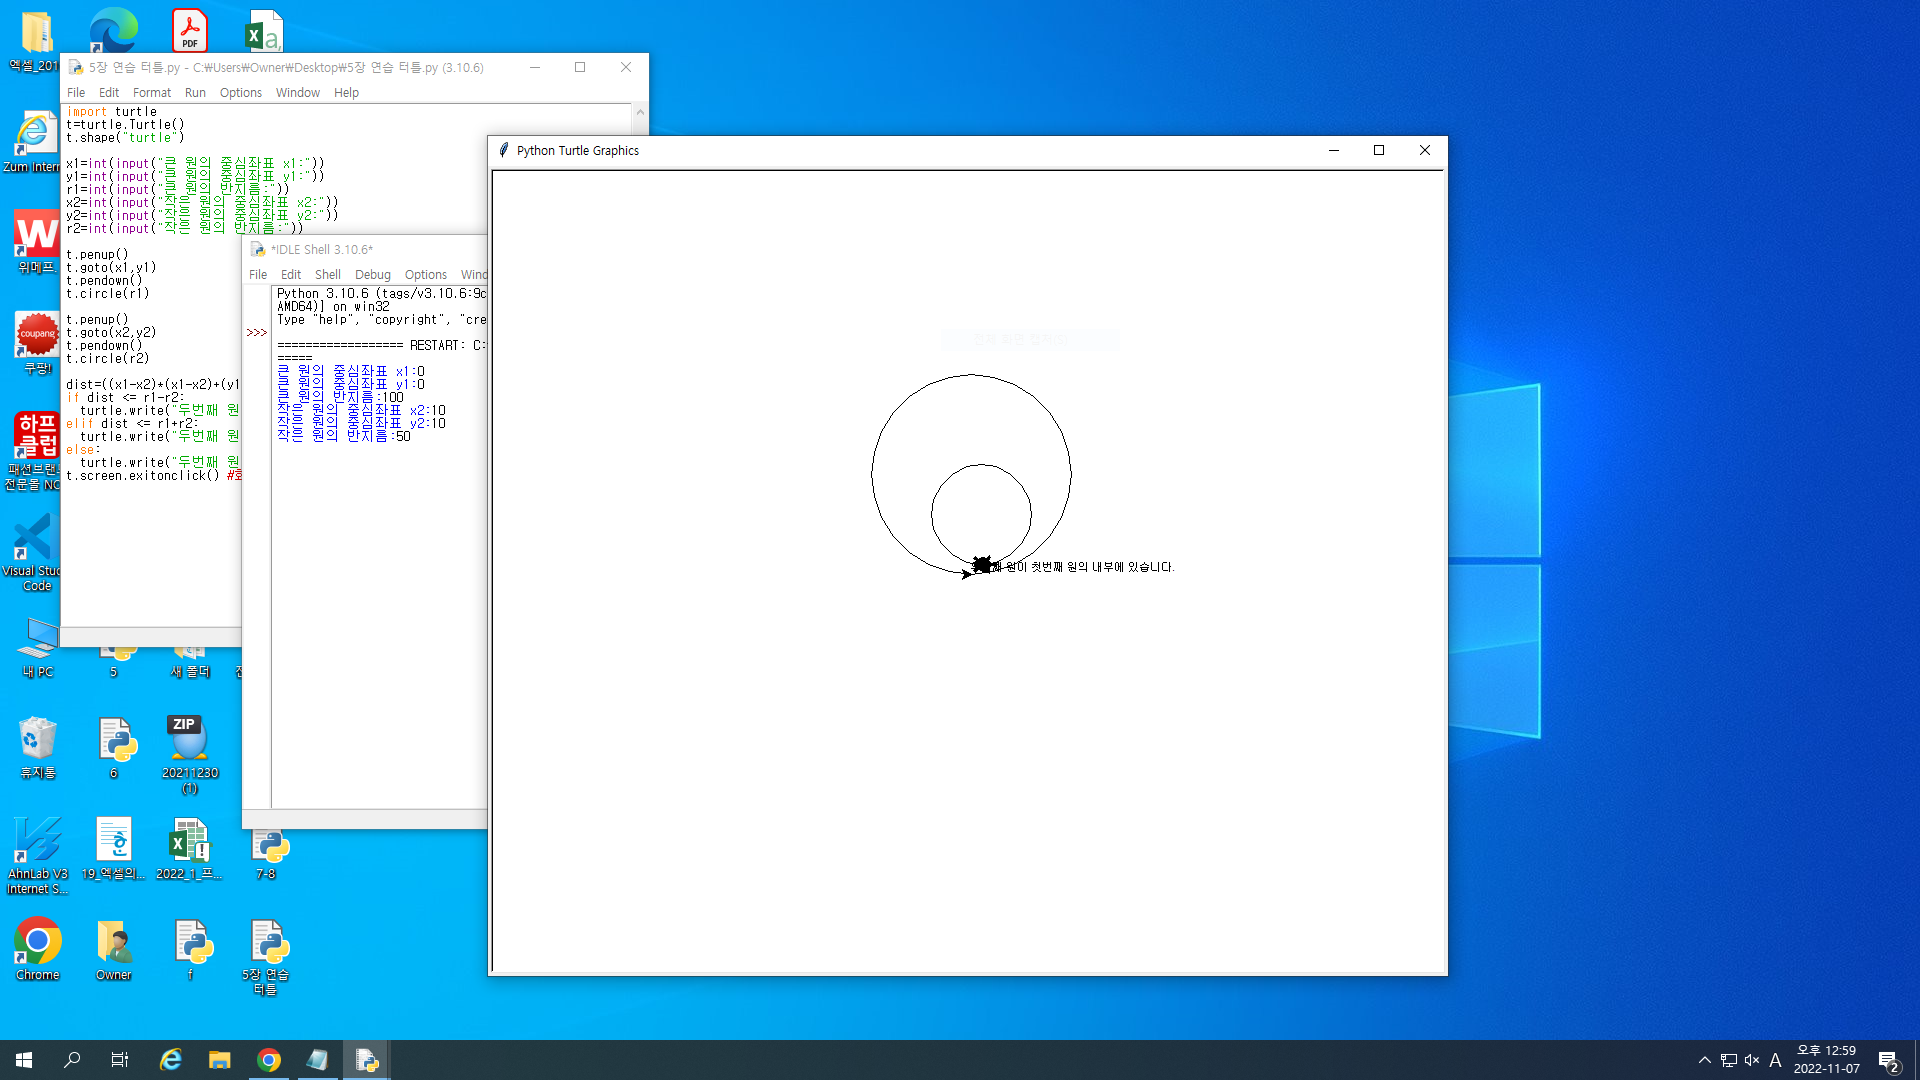 엑셀_201
PDF
5장 연습 터틀.py - C:\Users\Owner\Desktop\5장 연습 터틀.py (3.10.6)
File Edit Format Run Options Window Help
import turtle
t=turtle.Turtle()
t.shape("turtle")
x1=int(input("큰 원의 중심좌표 x1:"))
y1=int(input("큰 원의 중심좌표 y1:"))
r1=int(input("큰 원의 반지름:"))
x2=int(input("작은 원의 중심좌표 x2:"))
y2=int(input("작은 원의 중심좌표 y2:"))
r2=int(input("작은 원의 반지름:"))
t.penup()
t.goto(x1,y1)
t.pendown()
t.circle(r1)
t.penup()
t.goto(x2,y2)
t.pendown()
t.circle(r2)
dist=((x1-x2)*(x1-x2)+(y1
if dist <= r1-r2:
turtle.write("두번째 원
elif dist <= r1+r2:
turtle.write("두번째 원
else:
turtle.write("두번째 원
t.screen.exitonclick() #
*IDLE Shell 3.10.6*
File Edit Shell Debug Options Wind
Python 3.10.6 (tags/v3.10.6:9c
AMD64)] on win32
Type "help", "copyright", "cre
>>>
================== RESTART: C:
=====
큰 원의 중심좌표 x1:0
큰 원의 중심좌표 y1:0
큰 원의 반지름:100
작은 원의 중심좌표 x2:10
작은 원의 중심좌표 y2:10
작은 원의 반지름:50
Python Turtle Graphics
원이 첫번째 원의 내부에 있습니다.
Zum Intern
위메프.
coupang
쿠팡!
하프
클럽
패션브랜드
전문몰 NC
Visual Stud
Code
내 PC
5
새 폴더
휴지통
6
ZIP
20211230
(1)
AhnLab V3
Internet S...
19_엑셀의...
2022_1_프...
7-8
Chrome
Owner
f
5장 연습
터틀
A
오후 12:59
2022-11-07
2